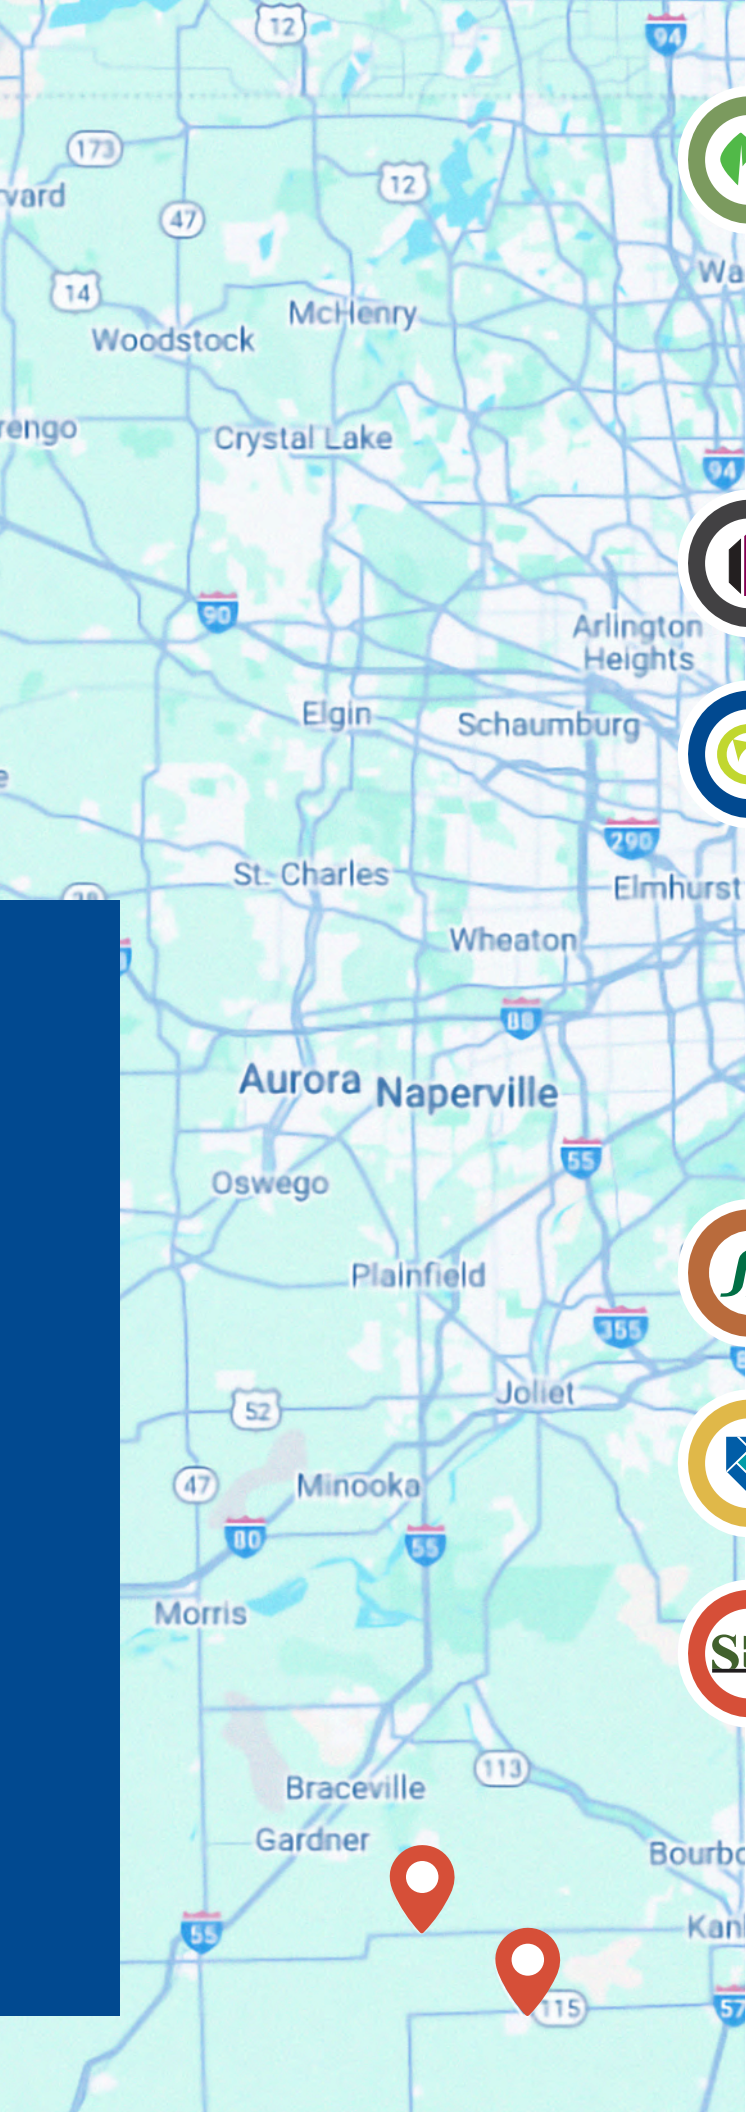 12
94
173
12
vard
47
Wa
14
McHenry
Woodstock
rengo
Crystal Lake
94
90
Arlington
Heights
Elgin
Schaumburg
290
St. Charles
Elmhurst
Wheaton
88
Aurora
Naperville
55
Oswego
Plainfield
355
Joliet
52
47
Minooka
80
55
Morris
113
Braceville
Gardner
Bourbo
Kan
55
115
57